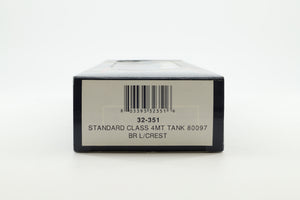 32-351
STANDARD CLASS 4MT TANK 80097
BR L/CREST